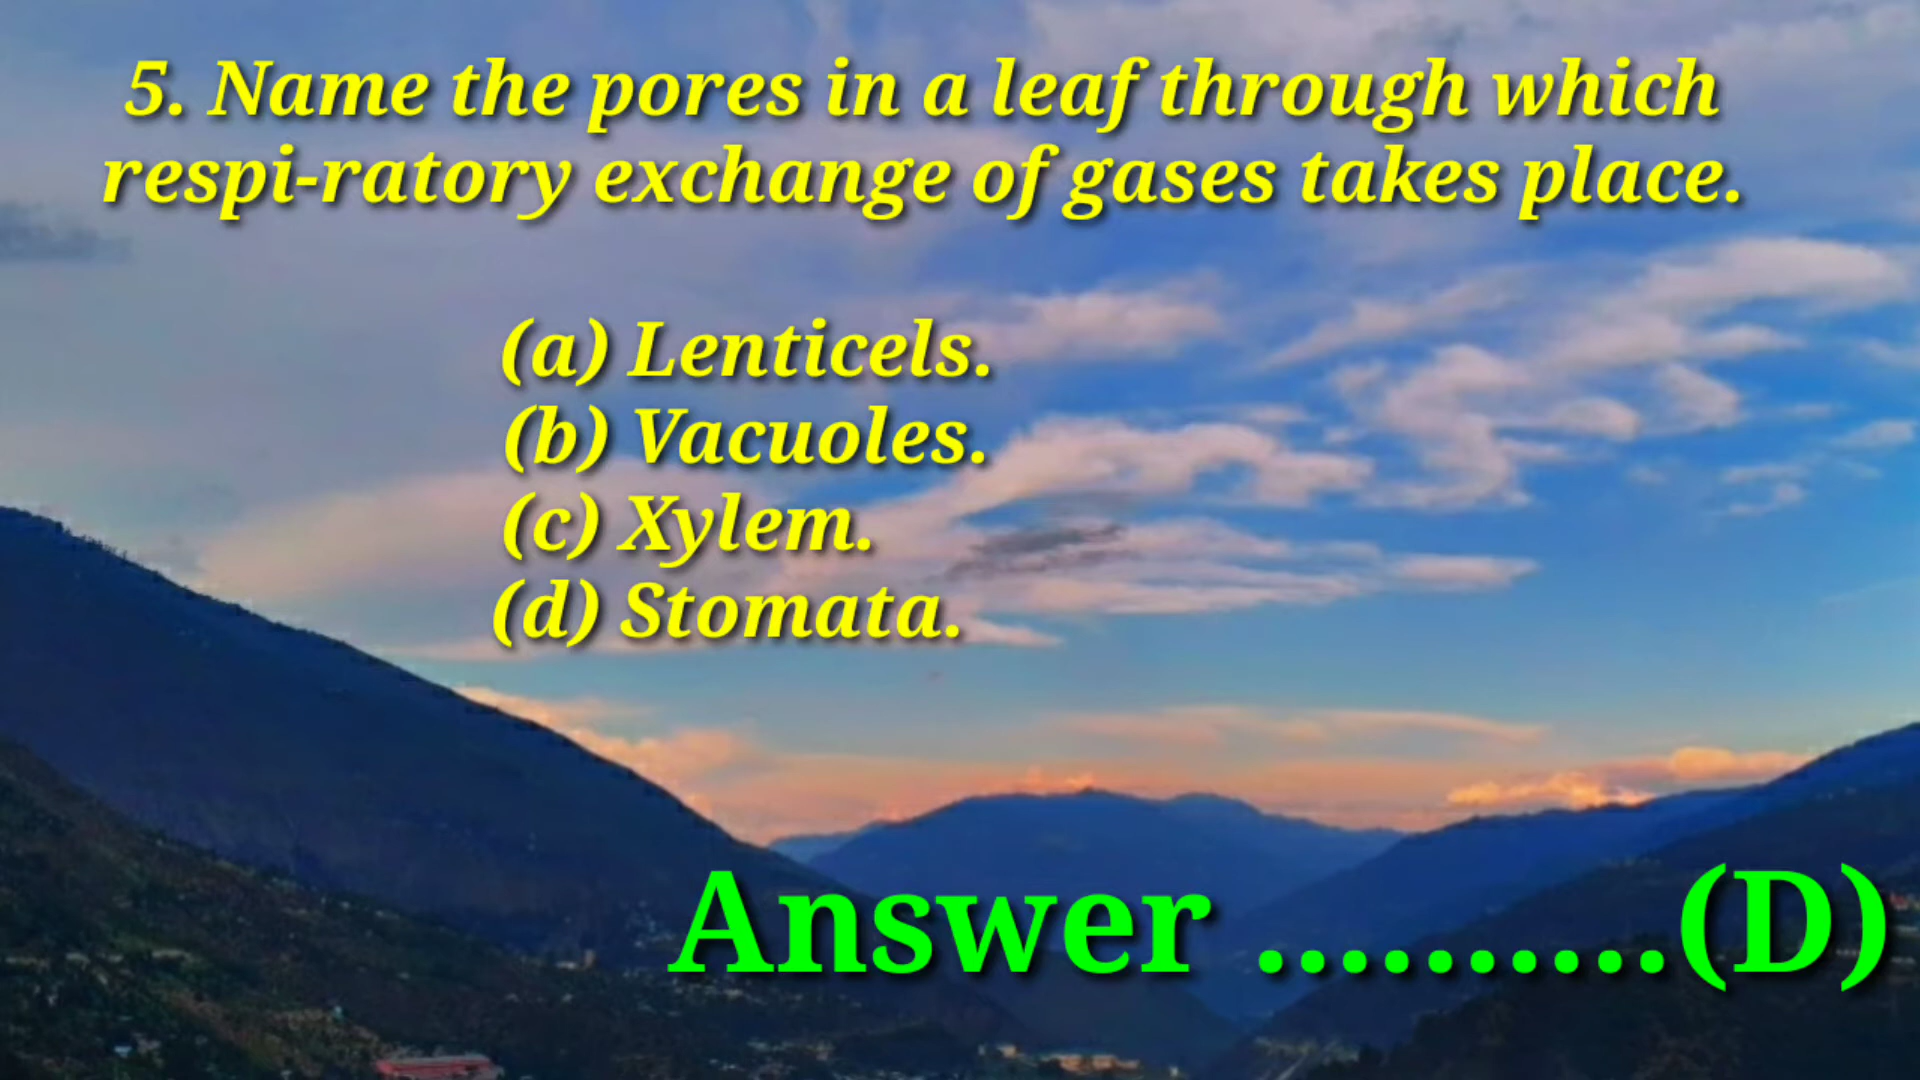 5. Name the pores in a leaf through which
respi-ratory exchange of gases takes place.
(a) Lenticels.
(b) Vacuoles.
(c) Xylem.
(d) Stomata.
Answer ..........(D)